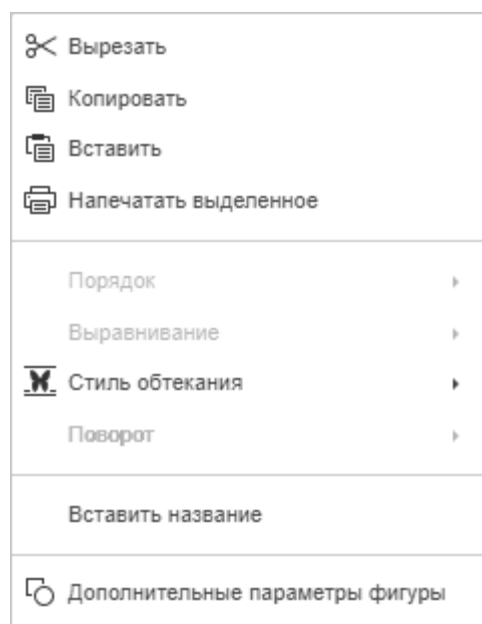 Вырезать
Копировать
Вставить
Напечатать выделенное
Порядок
Выравнивание
Стиль обтекания
Поворот
Вставить название
Дополнительные параметры фигуры